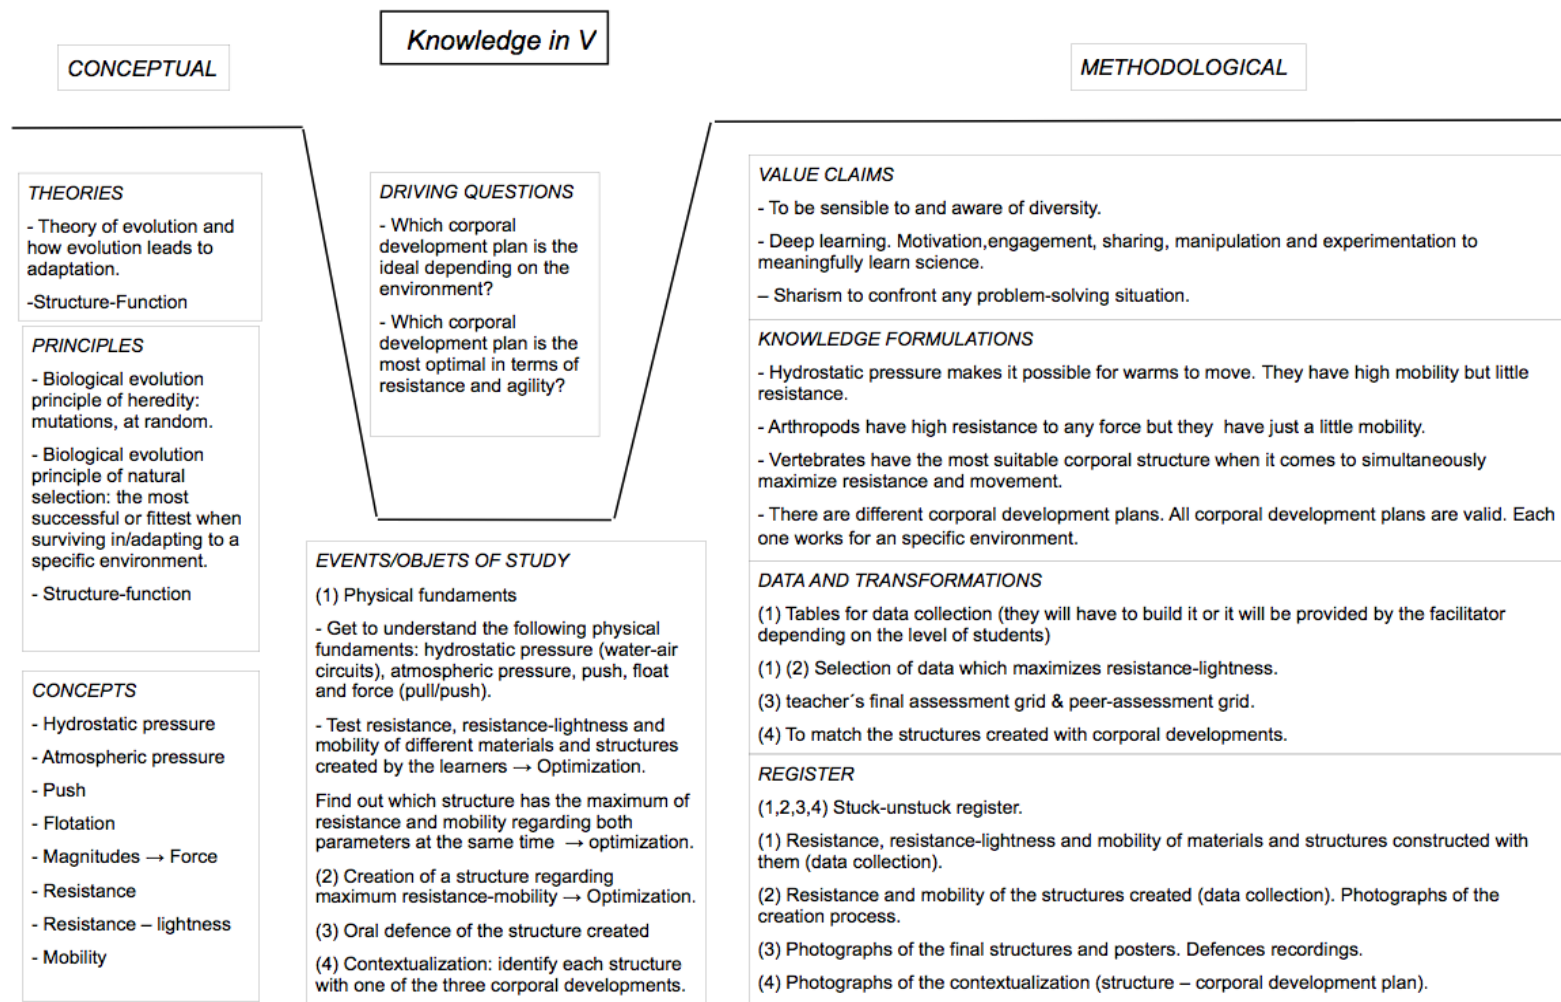 Knowledge in V
CONCEPTUAL
METHODOLOGICAL
THEORIES
- Theory of evolution and
how evolution leads to
adaptation.
-Structure-Function
PRINCIPLES
- Biological evolution
principle of heredity:
mutations, at random.
- Biological evolution
principle of natural
selection: the most
successful or fittest when
surviving in/adapting to a
specific environment.
- Structure-function
CONCEPTS
- Hydrostatic pressure
- Atmospheric pressure
- Push
- Flotation
- Magnitudes → Force
- Resistance
- Resistance – lightness
- Mobility
DRIVING QUESTIONS
- Which corporal
development plan is the
ideal depending on the
environment?
- Which corporal
development plan is the
most optimal in terms of
resistance and agility?
EVENTS/OBJETS OF STUDY
(1) Physical fundaments
- Get to understand the following physical
fundaments: hydrostatic pressure (water-air
circuits), atmospheric pressure, push, float
and force (pull/push).
- Test resistance, resistance-lightness and
mobility of different materials and structures
created by the learners → Optimization.
Find out which structure has the maximum of
resistance and mobility regarding both
parameters at the same time → optimization.
(2) Creation of a structure regarding
maximum resistance-mobility → Optimization.
(3) Oral defence of the structure created
(4) Contextualization: identify each structure
with one of the three corporal developments.
VALUE CLAIMS
- To be sensible to and aware of diversity.
- Deep learning. Motivation,engagement, sharing, manipulation and experimentation to
meaningfully learn science.
– Sharism to confront any problem-solving situation.
KNOWLEDGE FORMULATIONS
- Hydrostatic pressure makes it possible for warms to move. They have high mobility but little
resistance.
- Arthropods have high resistance to any force but they have just a little mobility.
- Vertebrates have the most suitable corporal structure when it comes to simultaneously
maximize resistance and movement.
- There are different corporal development plans. All corporal development plans are valid. Each
one works for an specific environment.
DATA AND TRANSFORMATIONS
(1) Tables for data collection (they will have to build it or it will be provided by the facilitator
depending on the level of students)
(1) (2) Selection of data which maximizes resistance-lightness.
(3) teacher´s final assessment grid & peer-assessment grid.
(4) To match the structures created with corporal developments.
REGISTER
(1,2,3,4) Stuck-unstuck register.
(1) Resistance, resistance-lightness and mobility of materials and structures constructed with
them (data collection).
(2) Resistance and mobility of the structures created (data collection). Photographs of the
creation process.
(3) Photographs of the final structures and posters. Defences recordings.
(4) Photographs of the contextualization (structure – corporal development plan).